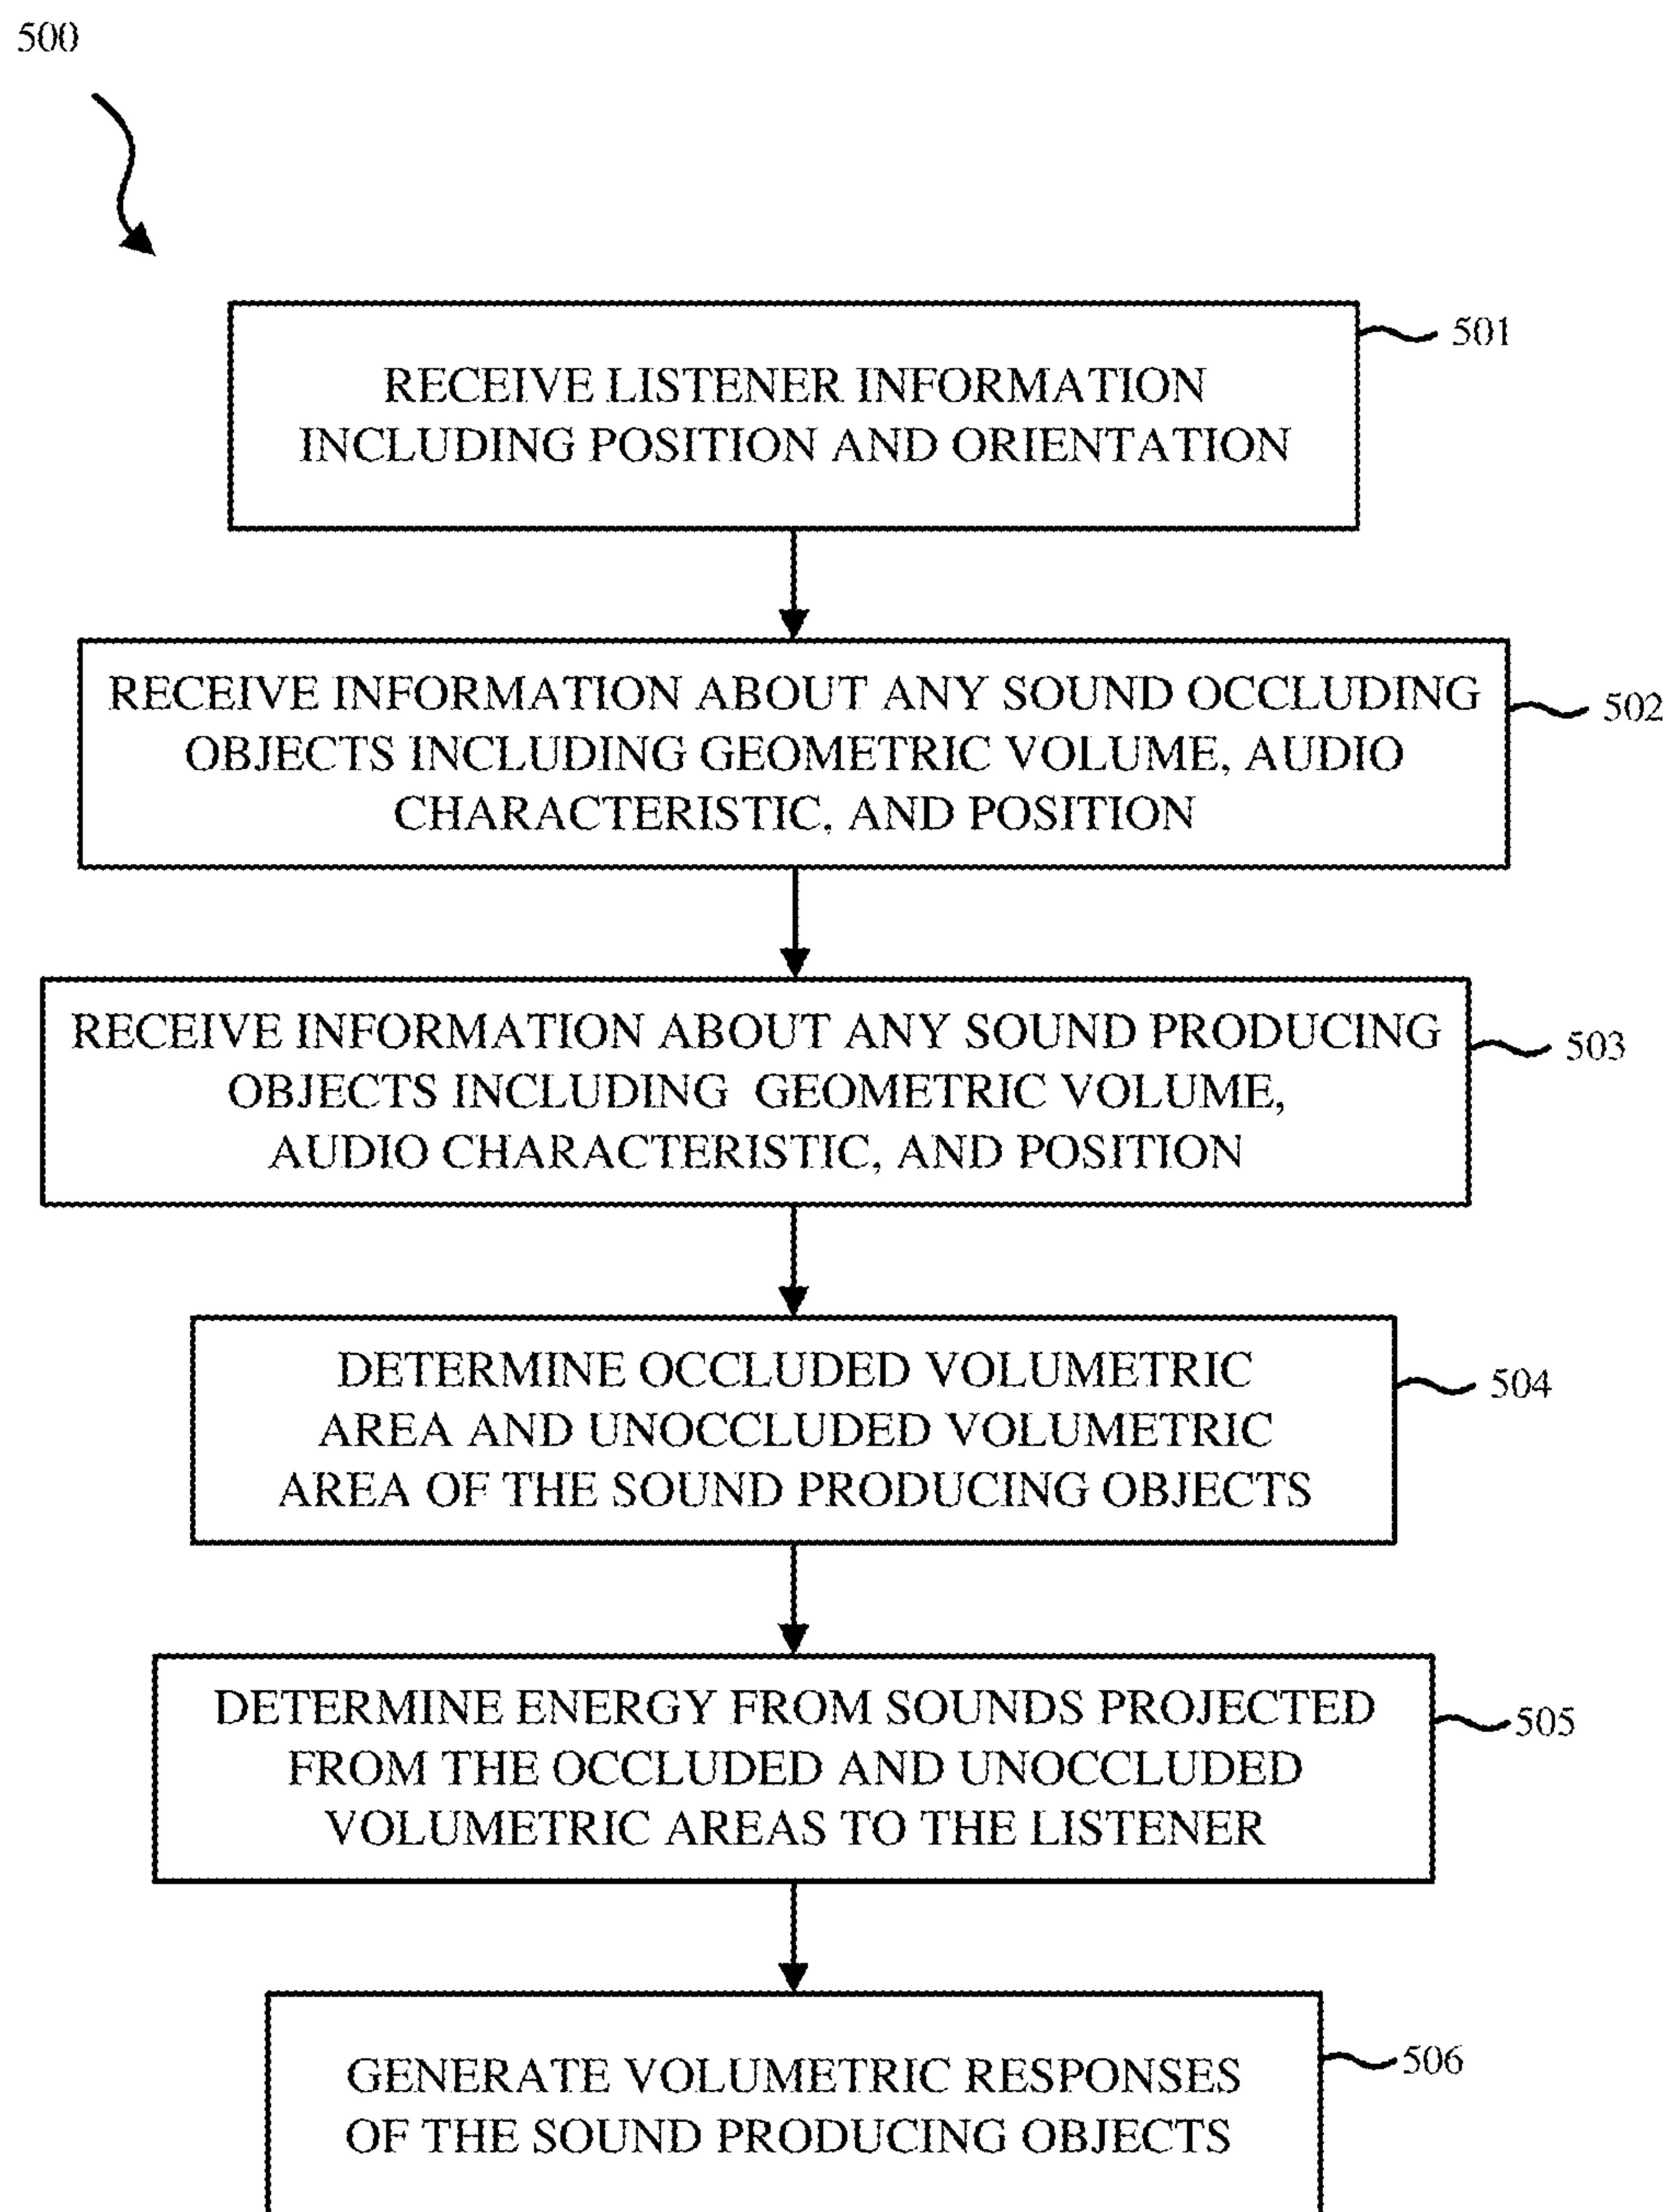 500
RECEIVE LISTENER INFORMATION
INCLUDING POSITION AND ORIENTATION
501
RECEIVE INFORMATION ABOUT ANY SOUND OCCLUDING
OBJECTS INCLUDING GEOMETRIC VOLUME, AUDIO
CHARACTERISTIC, AND POSITION
502
RECEIVE INFORMATION ABOUT ANY SOUND PRODUCING
OBJECTS INCLUDING GEOMETRIC VOLUME,
AUDIO CHARACTERISTIC, AND POSITION
503
DETERMINE OCCLUDED VOLUMETRIC
AREA AND UNOCCLUDED VOLUMETRIC
AREA OF THE SOUND PRODUCING OBJECTS
504
DETERMINE ENERGY FROM SOUNDS PROJECTED
FROM THE OCCLUDED AND UNOCCLUDED
VOLUMETRIC AREAS TO THE LISTENER
505
GENERATE VOLUMETRIC RESPONSES
OF THE SOUND PRODUCING OBJECTS
506